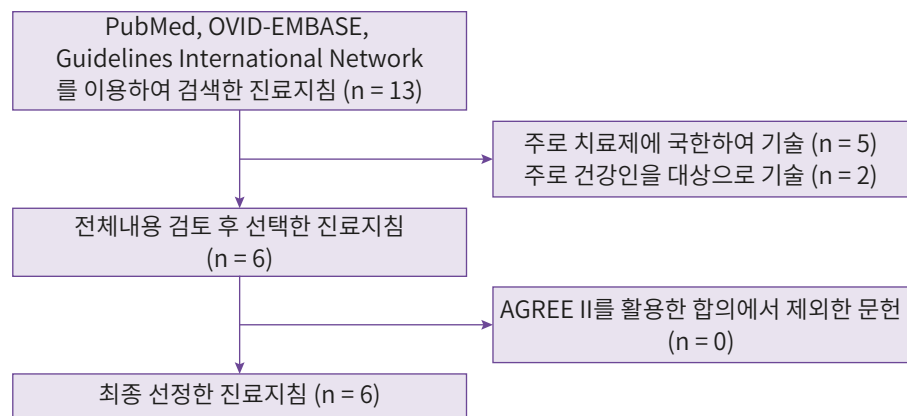 PubMed, OVID-EMBASE,
Guidelines International Network
를 이용하여 검색한 진료지침 (n = 13)
주로 치료제에 국한하여 기술 (n = 5)
주로 건강인을 대상으로 기술 (n = 2)
전체내용 검토 후 선택한 진료지침
(n = 6)
AGREE II를 활용한 합의에서 제외한 문헌
(n = 0)
최종 선정한 진료지침 (n = 6)